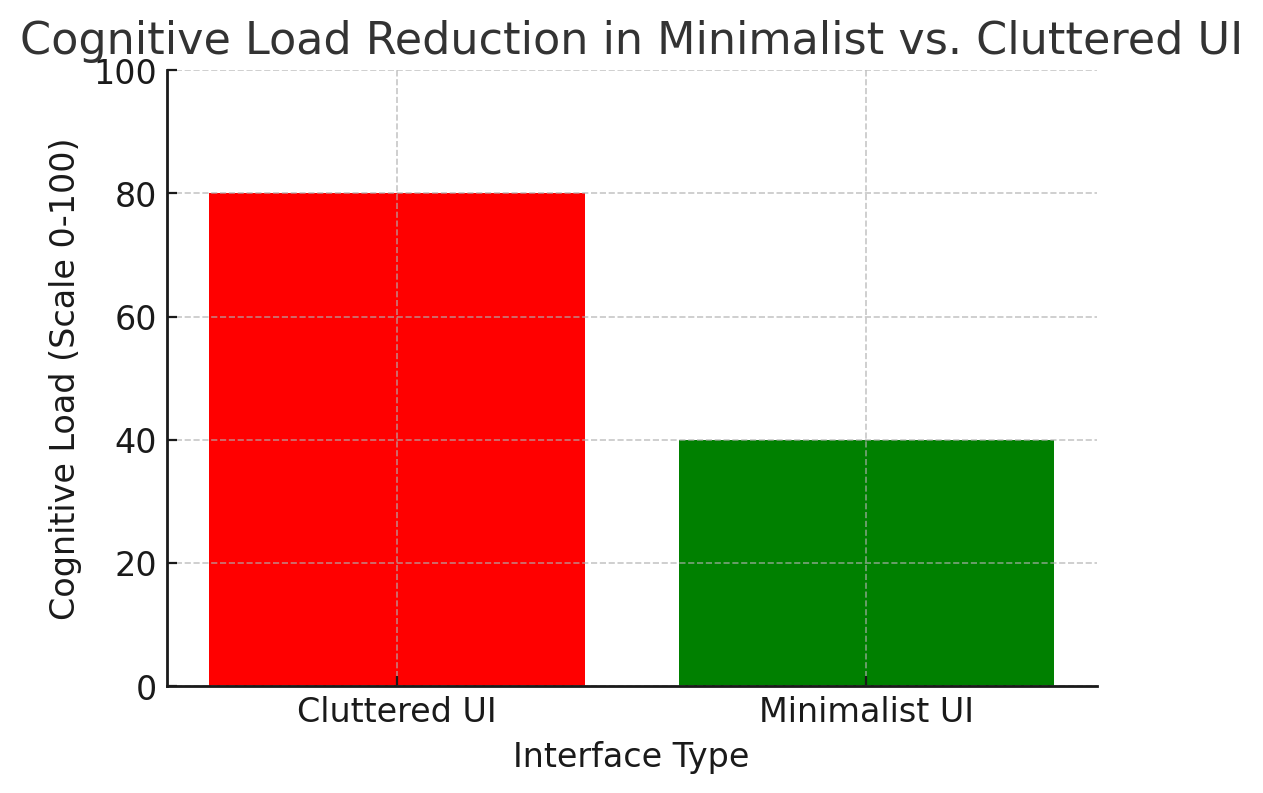 Cognitive Load Reduction in Minimalist vs. Cluttered UI
Cognitive Load (Scale 0-100)
100
80
60
40
20
0
Cluttered UI
Minimalist UI
Interface Type